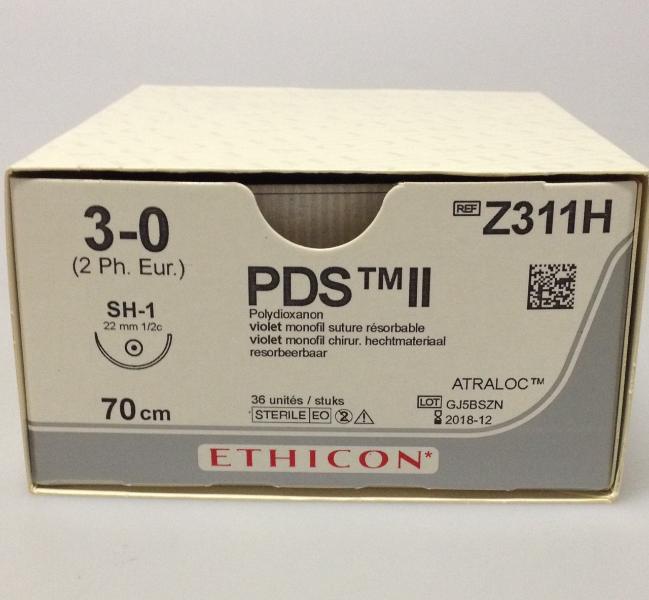 3-0
(2 Ph. Eur.)
SH-1
22 mm 1/2c
70 cm
REF Z311H
PDS™II
Polydioxanon
violet monofil suture résorbable
violet monofil chirur. hechtmateriaal
resorbeerbaar
36 unités / stuks
STERILE EO 2
ATRALOC™
LOT GJ5BSZN
2018-12
ETHICON*